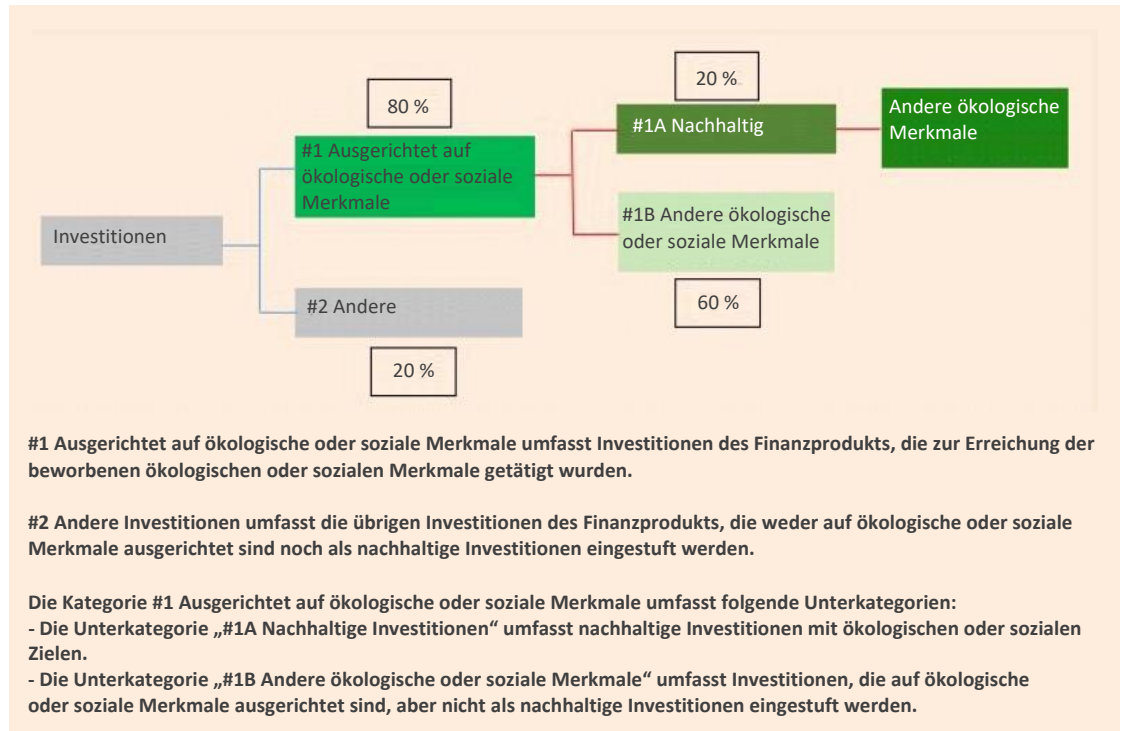 20 %
80 %
#1A Nachhaltig
Andere ökologische
Merkmale
#1 Ausgerichtet auf
ökologische oder soziale
Merkmale
#1B Andere ökologische
oder soziale Merkmale
Investitionen
60 %
#2 Andere
20 %
#1 Ausgerichtet auf ökologische oder soziale Merkmale umfasst Investitionen des Finanzprodukts, die zur Erreichung der
beworbenen ökologischen oder sozialen Merkmale getätigt wurden.
#2 Andere Investitionen umfasst die übrigen Investitionen des Finanzprodukts, die weder auf ökologische oder soziale
Merkmale ausgerichtet sind noch als nachhaltige Investitionen eingestuft werden.
Die Kategorie #1 Ausgerichtet auf ökologische oder soziale Merkmale umfasst folgende Unterkategorien:
- Die Unterkategorie „#1A Nachhaltige Investitionen“ umfasst nachhaltige Investitionen mit ökologischen oder sozialen
Zielen.
- Die Unterkategorie „#1B Andere ökologische oder soziale Merkmale“ umfasst Investitionen, die auf ökologische
oder soziale Merkmale ausgerichtet sind, aber nicht als nachhaltige Investitionen eingestuft werden.